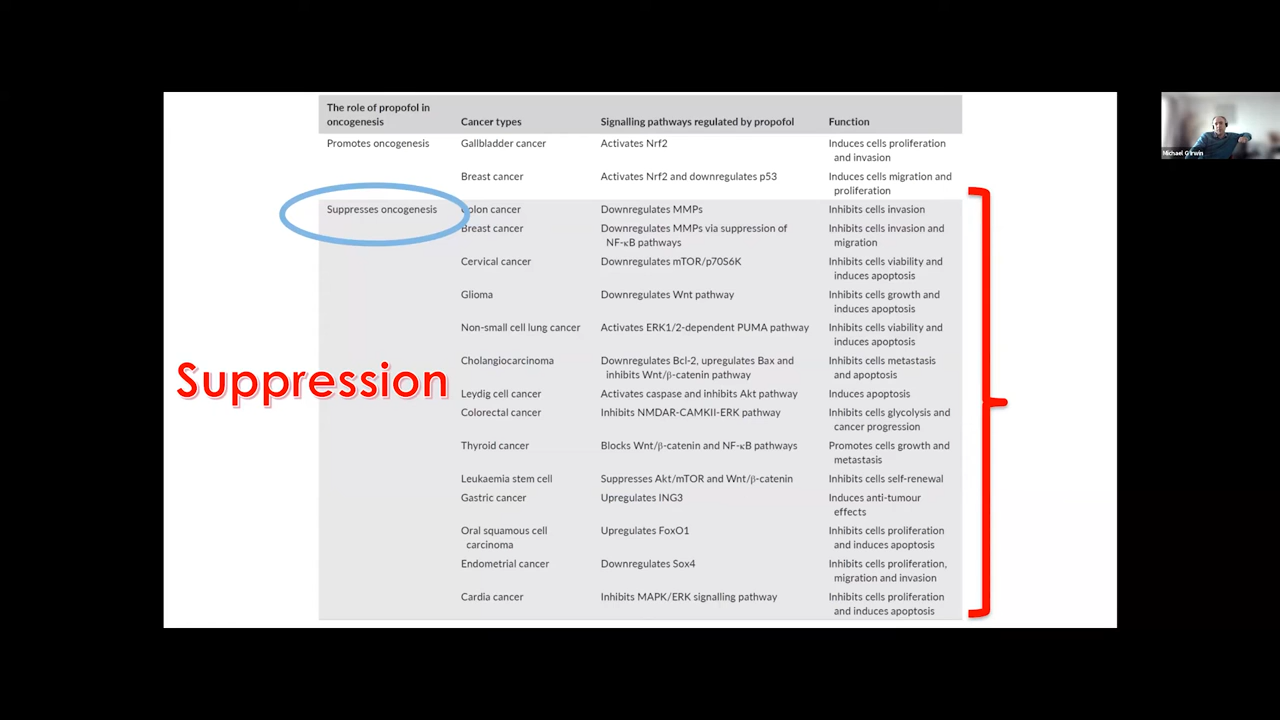 The role of propofol in
oncogenesis
Cancer types
Signalling pathways regulated by propofol
Function
Promotes oncogenesis
Gallbladder cancer
Activates Nrf2
Induces cells proliferation
and invasion
Breast cancer
Activates Nrf2 and downregulates p53
Induces cells migration and
proliferation
Suppresses oncogenesis
Colon cancer
Downregulates MMPs
Inhibits cells invasion
Breast cancer
Downregulates MMPs via suppression of
NF-κB pathways
Inhibits cells invasion and
migration
Cervical cancer
Downregulates mTOR/p70S6K
Inhibits cells viability and
induces apoptosis
Glioma
Downregulates Wnt pathway
Inhibits cells growth and
induces apoptosis
Non-small cell lung cancer
Activates ERK1/2-dependent PUMA pathway
Inhibits cells viability and
induces apoptosis
Cholangiocarcinoma
Downregulates Bcl-2, upregulates Bax and
inhibits Wnt/β-catenin pathway
Inhibits cells metastasis
and apoptosis
Suppression
Leydig cell cancer
Activates caspase and inhibits Akt pathway
Induces apoptosis
Colorectal cancer
Inhibits NMDAR-CAMKII-ERK pathway
Inhibits cells glycolysis and
cancer progression
Thyroid cancer
Blocks Wnt/β-catenin and NF-κB pathways
Promotes cells growth and
metastasis
Leukaemia stem cell
Suppresses Akt/mTOR and Wnt/β-catenin
Inhibits cells self-renewal
Gastric cancer
Upregulates ING3
Induces anti-tumour
effects
Oral squamous cell
carcinoma
Upregulates FoxO1
Inhibits cells proliferation
and induces apoptosis
Endometrial cancer
Downregulates Sox4
Inhibits cells proliferation,
migration and invasion
Cardia cancer
Inhibits MAPK/ERK signalling pathway
Inhibits cells proliferation
and induces apoptosis
Michael G Irwin